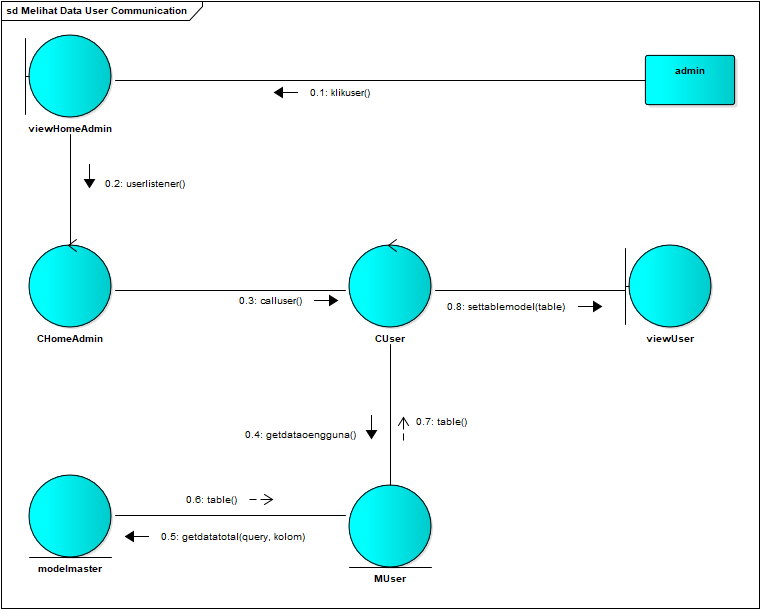 sd Melihat Data User Communication
admin
0.1: klikuser()
viewHomeAdmin
0.2: userlistener()
0.3: calluser()
0.8: settablemodel(table)
CHomeAdmin
CUser
viewUser
0.7: table()
0.4: getdataoengguna()
0.6: table()
0.5: getdatatotal(query, kolom)
modelmaster
MUser